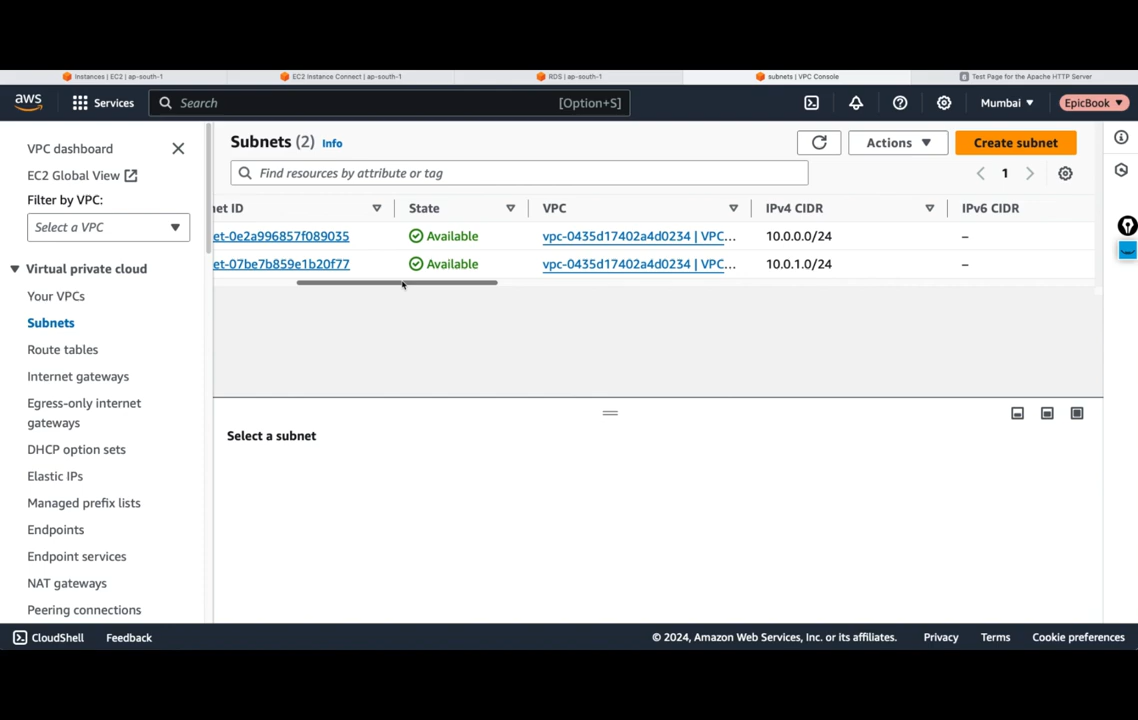 Instances | EC2 | ap-south-1
EC2 Instance Connect | ap-south-1
RDS | ap-south-1
subnets | VPC Console
Test Page for the Apache HTTP Server
aws
Services
Search
[Option+S]
Mumbai
EpicBook
VPC dashboard
EC2 Global View
Filter by VPC:
Select a VPC
Virtual private cloud
Your VPCs
Subnets
Route tables
Internet gateways
Egress-only internet
gateways
DHCP option sets
Elastic IPs
Managed prefix lists
Endpoints
Endpoint services
NAT gateways
Peering connections
Subnets (2) Info
Actions
Create subnet
Find resources by attribute or tag
1
net ID State VPC IPv4 CIDR IPv6 CIDR
et-0e2a996857f089035 Available vpc-0435d17402a4d0234 | VPC... 10.0.0.0/24 –
et-07be7b859e1b20f77 Available vpc-0435d17402a4d0234 | VPC... 10.0.1.0/24 –
Select a subnet
CloudShell
Feedback
© 2024, Amazon Web Services, Inc. or its affiliates.
Privacy
Terms
Cookie preferences